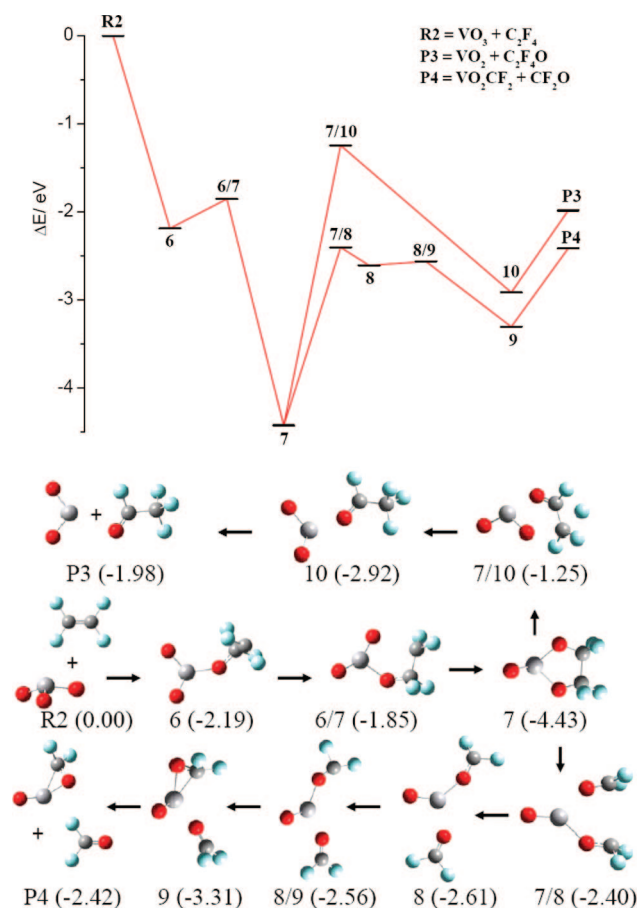 R2 = VO₃ + C₂F₄
P3 = VO₂ + C₂F₄O
P4 = VO₂CF₂ + CF₂O
ΔE/ eV
0
-1
-2
-3
-4
R2
6
6/7
7
7/10
7/8
8
8/9
10
9
P3
P4
+
P3 (-1.98)
10 (-2.92)
7/10 (-1.25)
+
R2 (0.00)
6 (-2.19)
6/7 (-1.85)
7 (-4.43)
+
P4 (-2.42)
9 (-3.31)
8/9 (-2.56)
8 (-2.61)
7/8 (-2.40)